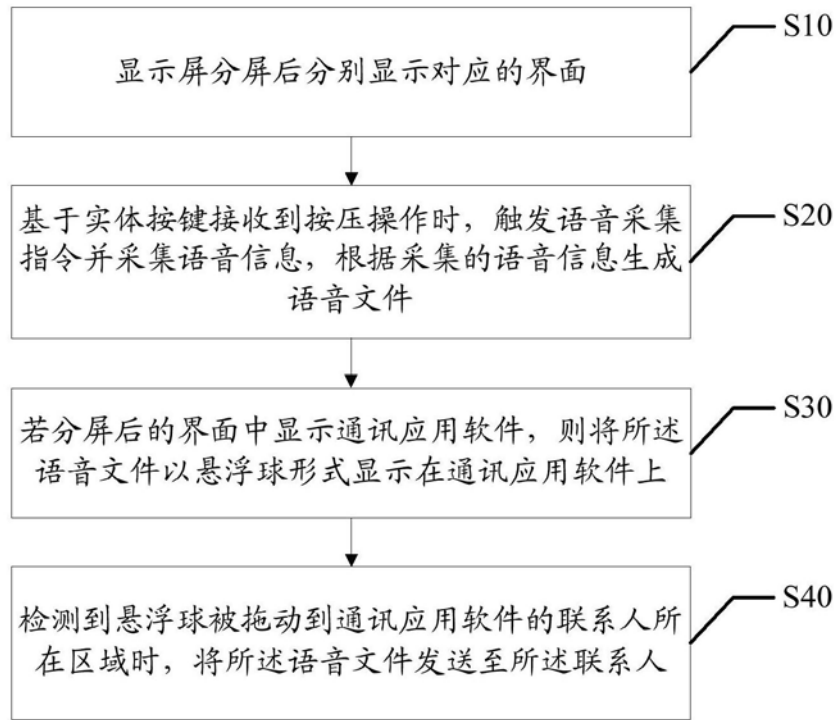 显示屏分屏后分别显示对应的界面
S10
基于实体按键接收到按压操作时，触发语音采集
指令并采集语音信息，根据采集的语音信息生成
语音文件
S20
若分屏后的界面中显示通讯应用软件，则将所述
语音文件以悬浮球形式显示在通讯应用软件上
S30
检测到悬浮球被拖动到通讯应用软件的联系人所
在区域时，将所述语音文件发送至所述联系人
S40